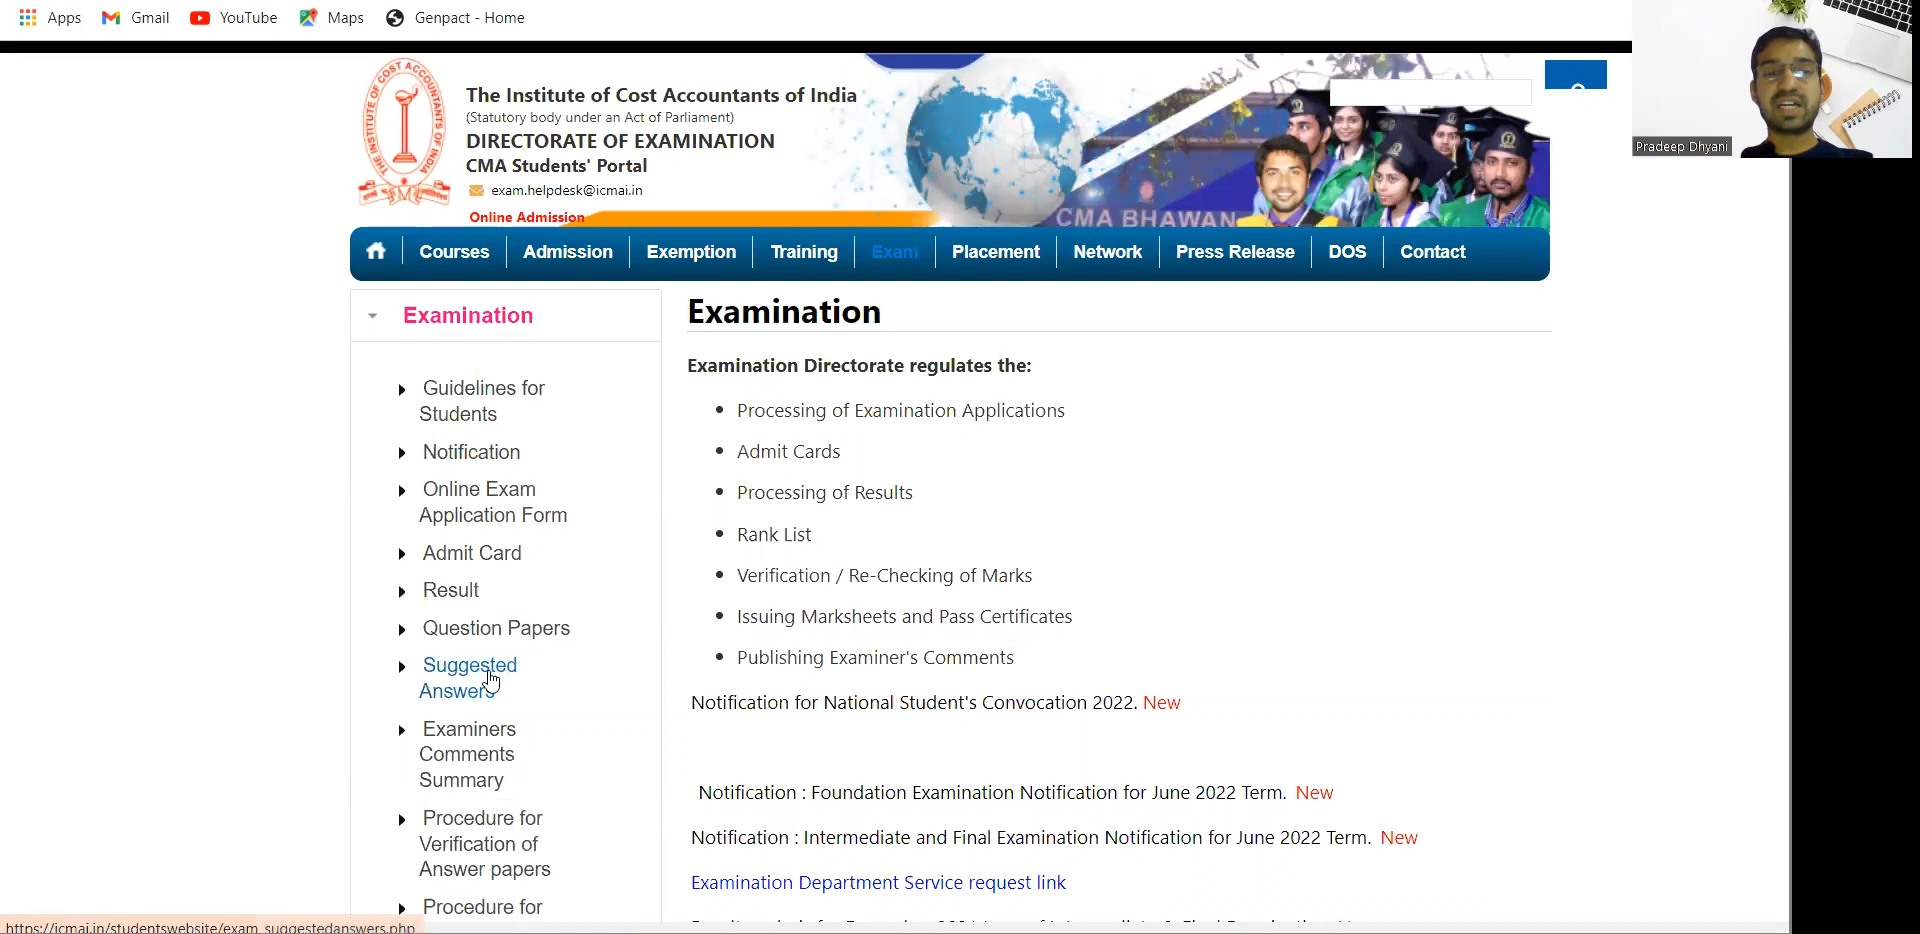 Apps Gmail YouTube Maps Genpact - Home
THE INSTITUTE OF COST ACCOUNTANTS OF INDIA
The Institute of Cost Accountants of India
(Statutory body under an Act of Parliament)
DIRECTORATE OF EXAMINATION
CMA Students' Portal
exam.helpdesk@icmai.in
Online Admission
CMA BHAWAN
Pradeep Dhyani
Courses Admission Exemption Training Exam Placement Network Press Release DOS Contact
Examination
Guidelines for
Students
Notification
Online Exam
Application Form
Admit Card
Result
Question Papers
Suggested
Answers
Examiners
Comments
Summary
Procedure for
Verification of
Answer papers
Procedure for
Examination
Examination Directorate regulates the:
Processing of Examination Applications
Admit Cards
Processing of Results
Rank List
Verification / Re-Checking of Marks
Issuing Marksheets and Pass Certificates
Publishing Examiner's Comments
Notification for National Student's Convocation 2022. New
Notification : Foundation Examination Notification for June 2022 Term. New
Notification : Intermediate and Final Examination Notification for June 2022 Term. New
Examination Department Service request link
https://icmai.in/studentswebsite/exam_suggestedanswers.php